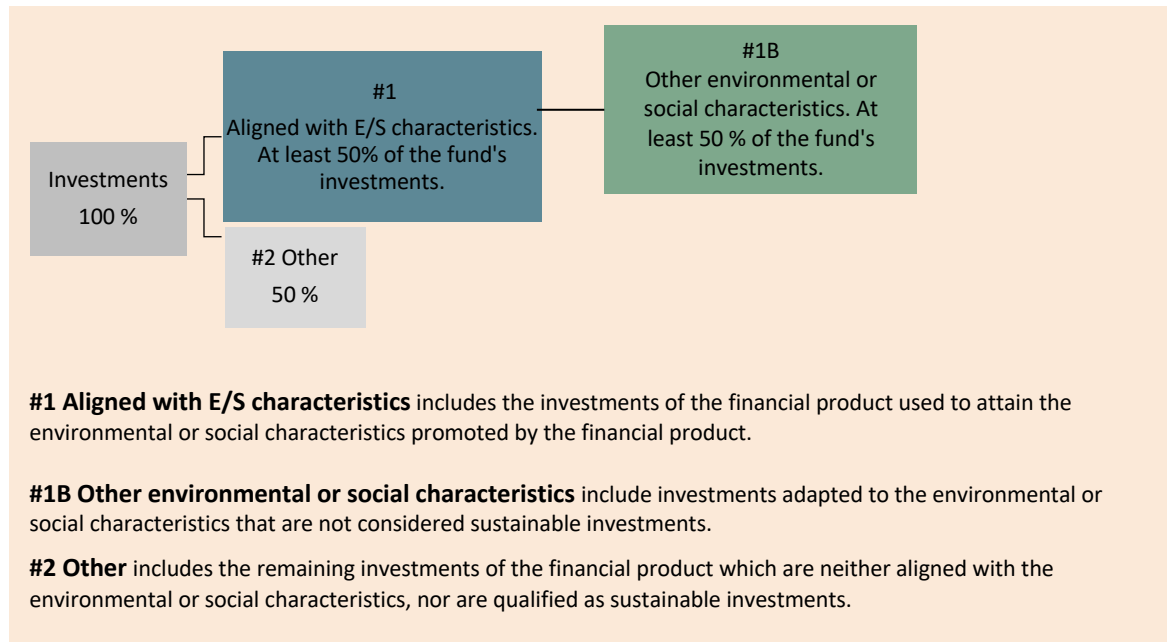 Investments
100 %
#1
Aligned with E/S characteristics.
At least 50% of the fund's
investments.
#1B
Other environmental or
social characteristics. At
least 50 % of the fund's
investments.
#2 Other
50 %
#1 Aligned with E/S characteristics includes the investments of the financial product used to attain the
environmental or social characteristics promoted by the financial product.
#1B Other environmental or social characteristics include investments adapted to the environmental or
social characteristics that are not considered sustainable investments.
#2 Other includes the remaining investments of the financial product which are neither aligned with the
environmental or social characteristics, nor are qualified as sustainable investments.